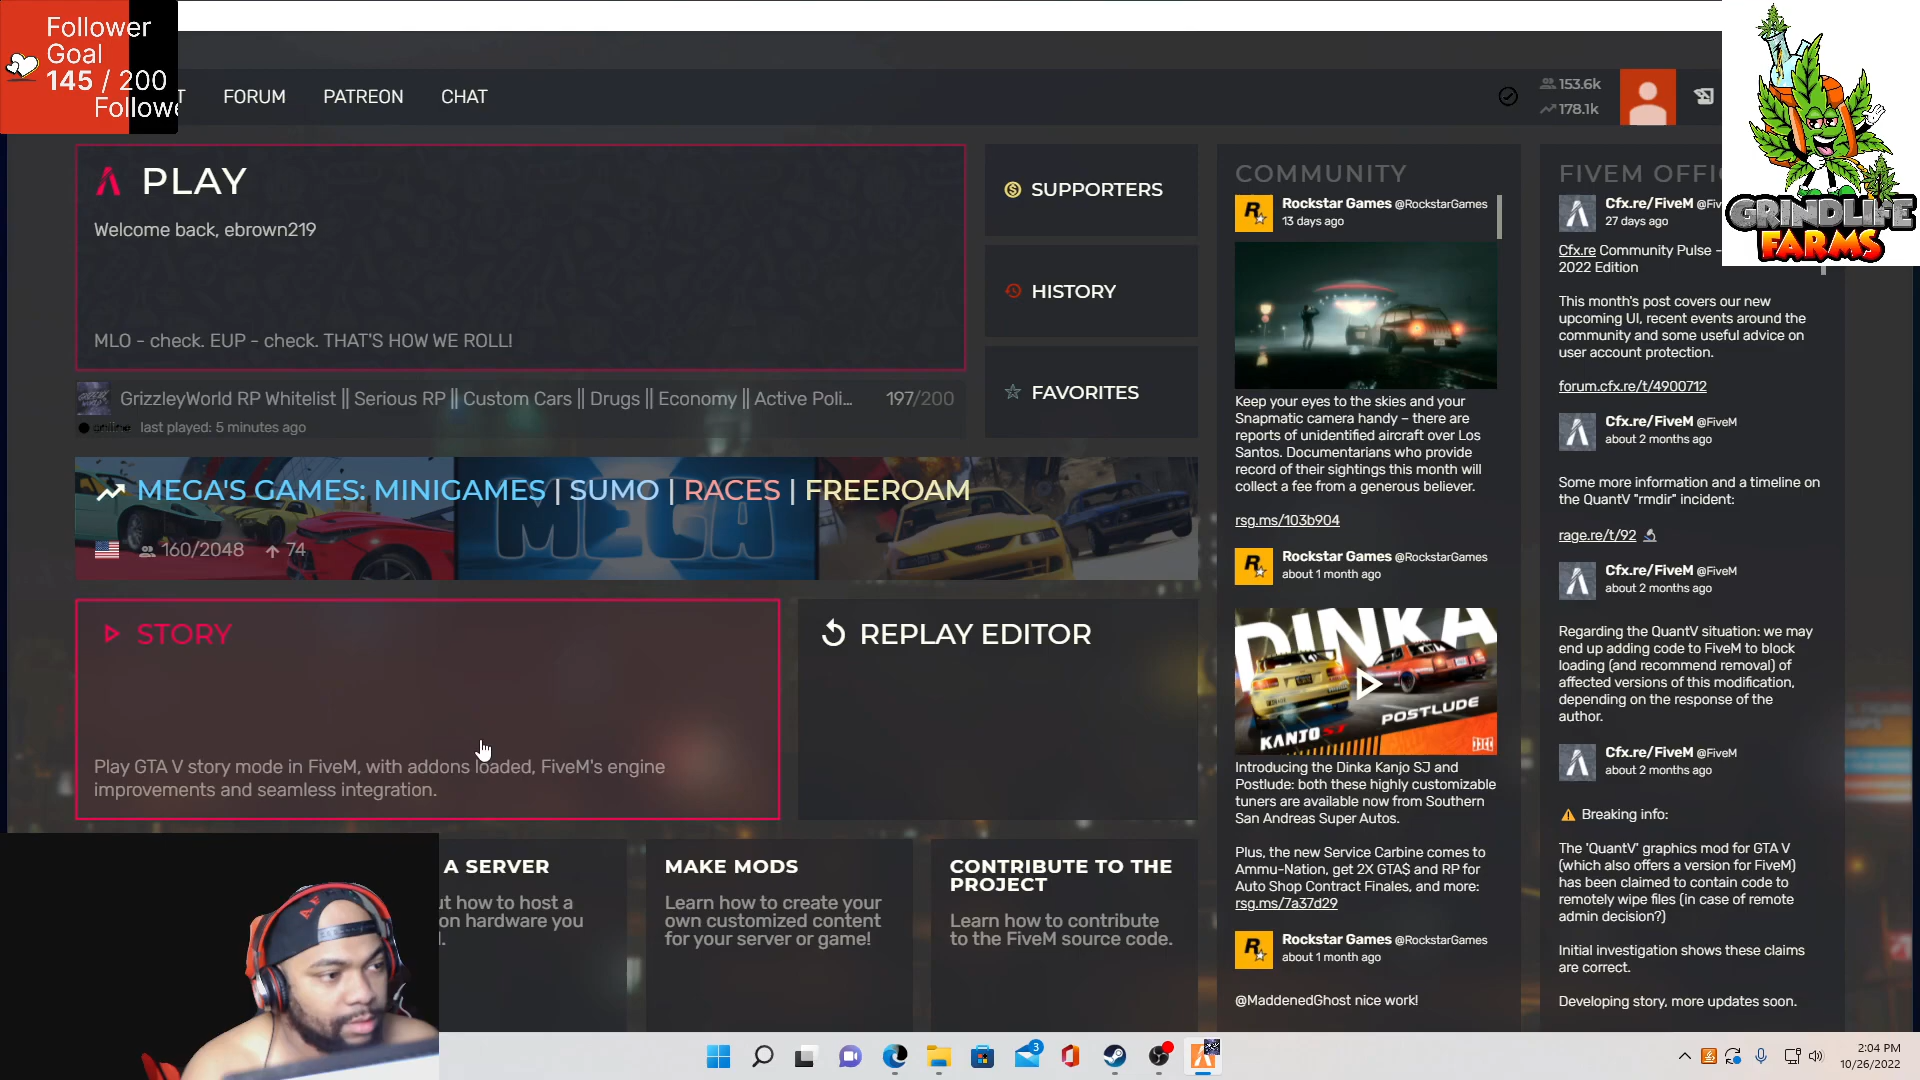 Follower
Goal
145 / 200
Followe
T
FORUM
PATREON
CHAT
153.6k
178.1k
GRINDLIFE
FARMS
PLAY
Welcome back, ebrown219
MLO - check. EUP - check. THAT'S HOW WE ROLL!
GrizzleyWorld RP Whitelist || Serious RP || Custom Cars || Drugs || Economy || Active Poli...
197/200
online
last played: 5 minutes ago
SUPPORTERS
HISTORY
FAVORITES
MEGA'S GAMES: MINIGAMES | SUMO | RACES | FREEROAM
MEGA
160/2048
74
STORY
Play GTA V story mode in FiveM, with addons loaded, FiveM's engine
improvements and seamless integration.
REPLAY EDITOR
A SERVER
ut how to host a
on hardware you
.
MAKE MODS
Learn how to create your
own customized content
for your server or game!
CONTRIBUTE TO THE
PROJECT
Learn how to contribute
to the FiveM source code.
COMMUNITY
Rockstar Games @RockstarGames
13 days ago
Keep your eyes to the skies and your
Snapmatic camera handy – there are
reports of unidentified aircraft over Los
Santos. Documentarians who provide
record of their sightings this month will
collect a fee from a generous believer.
rsg.ms/103b904
Rockstar Games @RockstarGames
about 1 month ago
DINKA
POSTLUDE
KANJO SJ
Introducing the Dinka Kanjo SJ and
Postlude: both these highly customizable
tuners are available now from Southern
San Andreas Super Autos.
Plus, the new Service Carbine comes to
Ammu-Nation, get 2X GTA$ and RP for
Auto Shop Contract Finales, and more:
rsg.ms/7a37d29
Rockstar Games @RockstarGames
about 1 month ago
@MaddenedGhost nice work!
FIVEM OFFIC
Cfx.re/FiveM @Fiv
27 days ago
Cfx.re Community Pulse -
2022 Edition
This month's post covers our new
upcoming UI, recent events around the
community and some useful advice on
user account protection.
forum.cfx.re/t/4900712
Cfx.re/FiveM @FiveM
about 2 months ago
Some more information and a timeline on
the QuantV "rmdir" incident:
rage.re/t/92
Cfx.re/FiveM @FiveM
about 2 months ago
Regarding the QuantV situation: we may
end up adding code to FiveM to block
loading (and recommend removal) of
affected versions of this modification,
depending on the response of the
author.
Cfx.re/FiveM @FiveM
about 2 months ago
Breaking info:
The 'QuantV' graphics mod for GTA V
(which also offers a version for FiveM)
has been claimed to contain code to
remotely wipe files (in case of remote
admin decision?)
Initial investigation shows these claims
are correct.
Developing story, more updates soon.
3
2:04 PM
10/26/2022